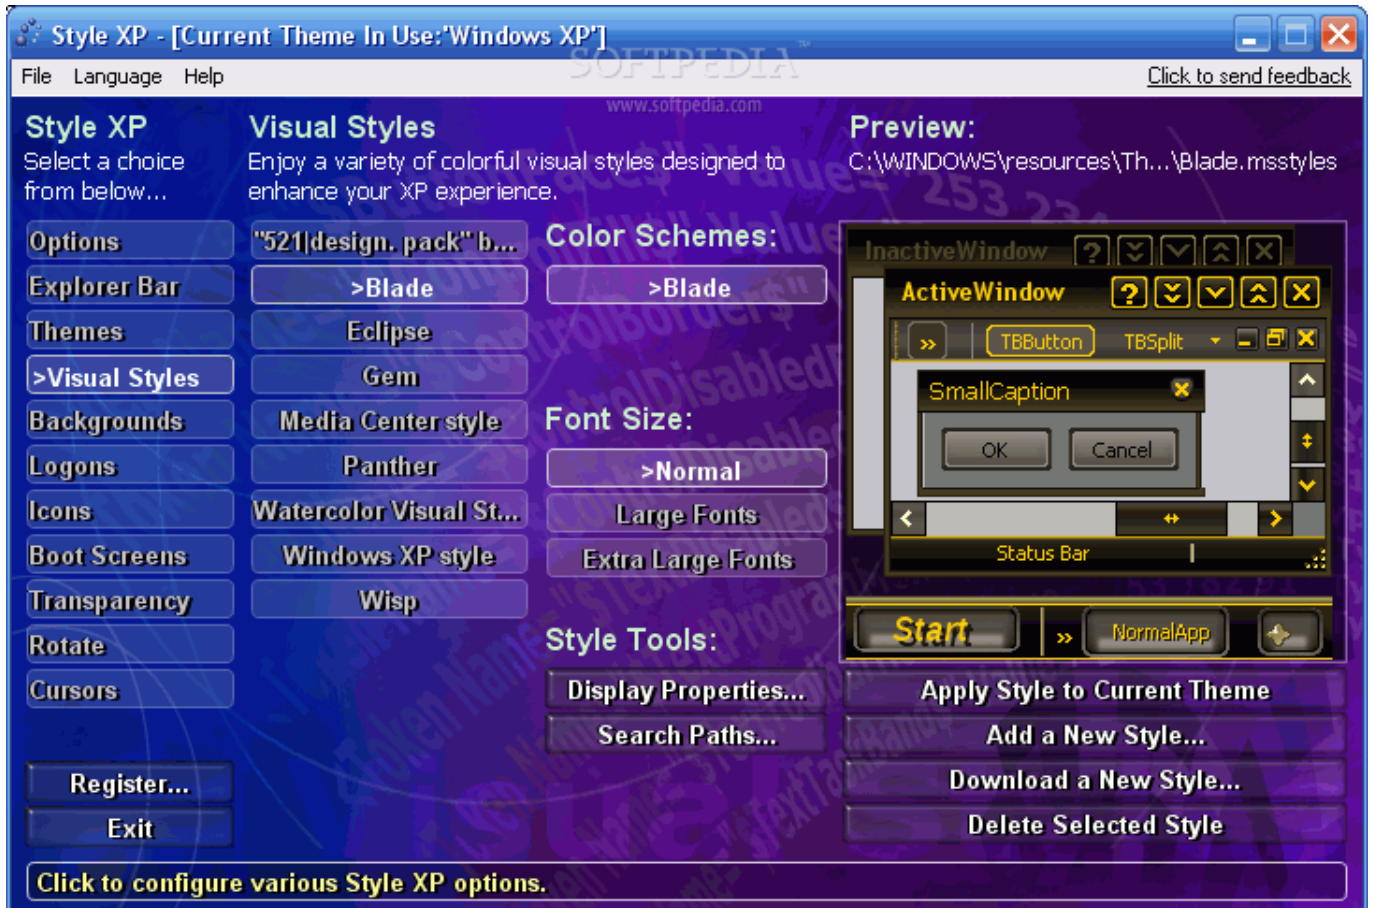 Style XP - [Current Theme In Use:'Windows XP']
SOFTPEDIA™
File Language Help
Click to send feedback
www.softpedia.com
Style XP
Select a choice
from below...
Visual Styles
Enjoy a variety of colorful visual styles designed to
enhance your XP experience.
Preview:
C:\WINDOWS\resources\Th...\Blade.msstyles
Options
Explorer Bar
Themes
>Visual Styles
Backgrounds
Logons
Icons
Boot Screens
Transparency
Rotate
Cursors
Register...
Exit
"521|design. pack" b...
>Blade
Eclipse
Gem
Media Center style
Panther
Watercolor Visual St...
Windows XP style
Wisp
Color Schemes:
>Blade
Font Size:
>Normal
Large Fonts
Extra Large Fonts
Style Tools:
Display Properties...
Search Paths...
InactiveWindow
ActiveWindow
TBButton TBSplit
SmallCaption
OK Cancel
Status Bar
Start » NormalApp
Apply Style to Current Theme
Add a New Style...
Download a New Style...
Delete Selected Style
Click to configure various Style XP options.